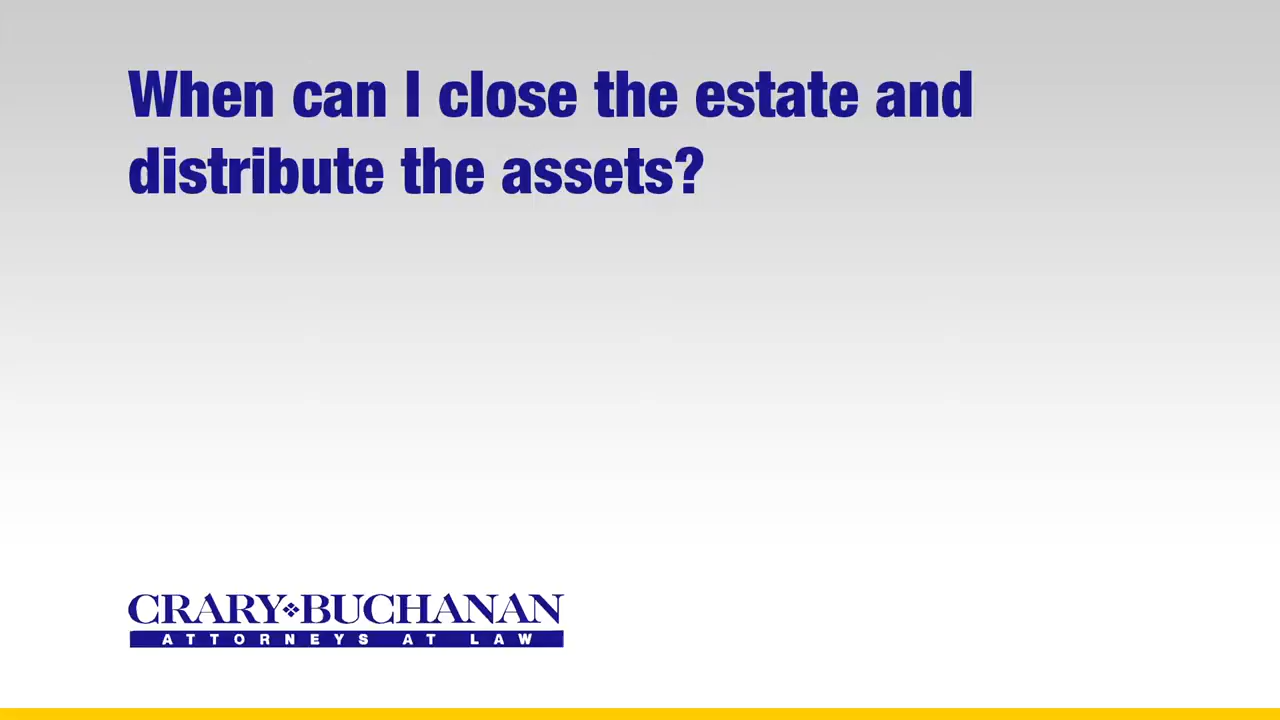 When can I close the estate and
distribute the assets?
CRARY❖BUCHANAN
ATTORNEYS AT LAW